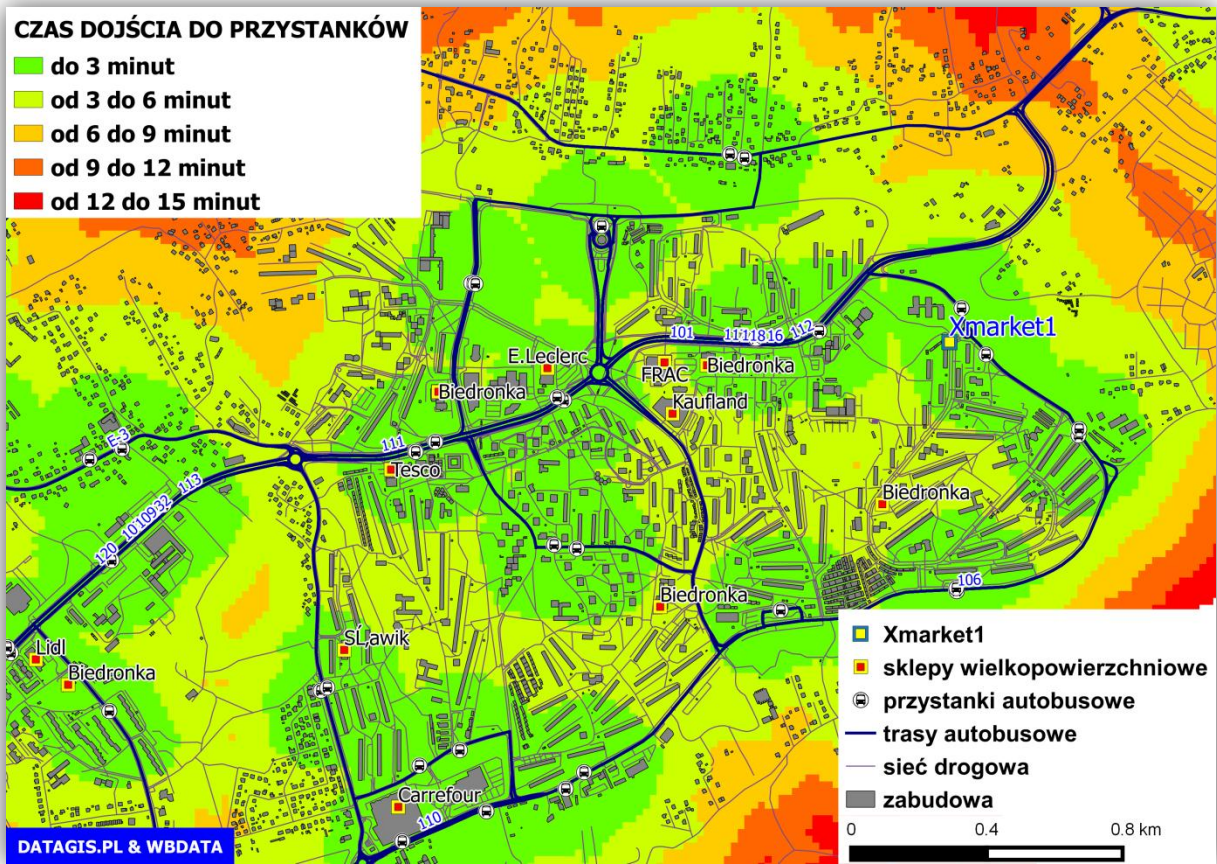 CZAS DOJŚCIA DO PRZYSTANKÓW
do 3 minut
od 3 do 6 minut
od 6 do 9 minut
od 9 do 12 minut
od 12 do 15 minut
Xmarket1
101
112
E.Leclerc
FRAC
Biedronka
Biedronka
Kaufland
E-3
111
Tesco
113
Biedronka
120
106
Biedronka
SĹ‚awik
Lidl
Biedronka
Carrefour
110
Xmarket1
sklepy wielkopowierzchniowe
przystanki autobusowe
trasy autobusowe
sieć drogowa
zabudowa
0 0.4 0.8 km
DATAGIS.PL & WBDATA